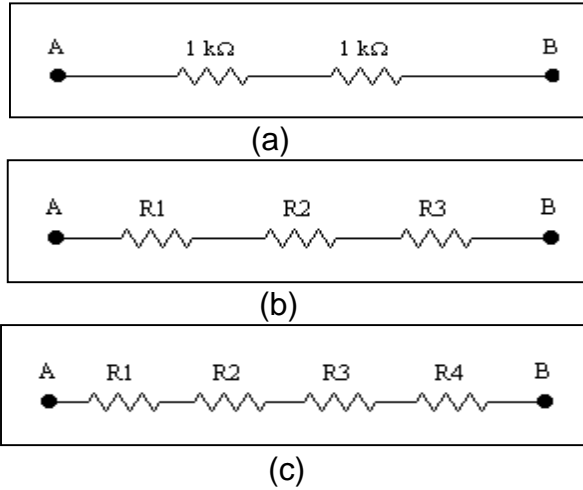 A 1 kΩ 1 kΩ B
(a)
A R1 R2 R3 B
(b)
A R1 R2 R3 R4 B
(c)